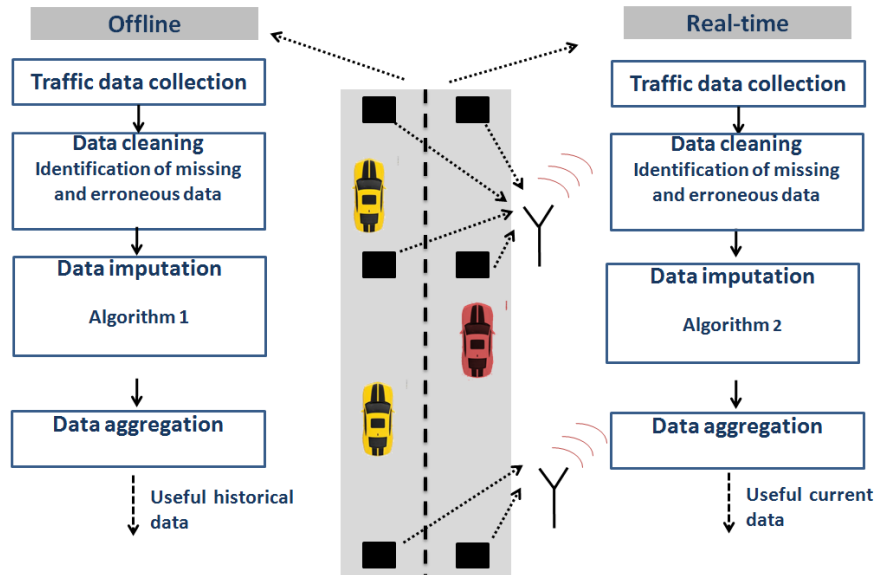 Offline
Traffic data collection
Data cleaning
Identification of missing
and erroneous data
Data imputation
Algorithm 1
Data aggregation
Useful historical
data
Real-time
Traffic data collection
Data cleaning
Identification of missing
and erroneous data
Data imputation
Algorithm 2
Data aggregation
Useful current
data